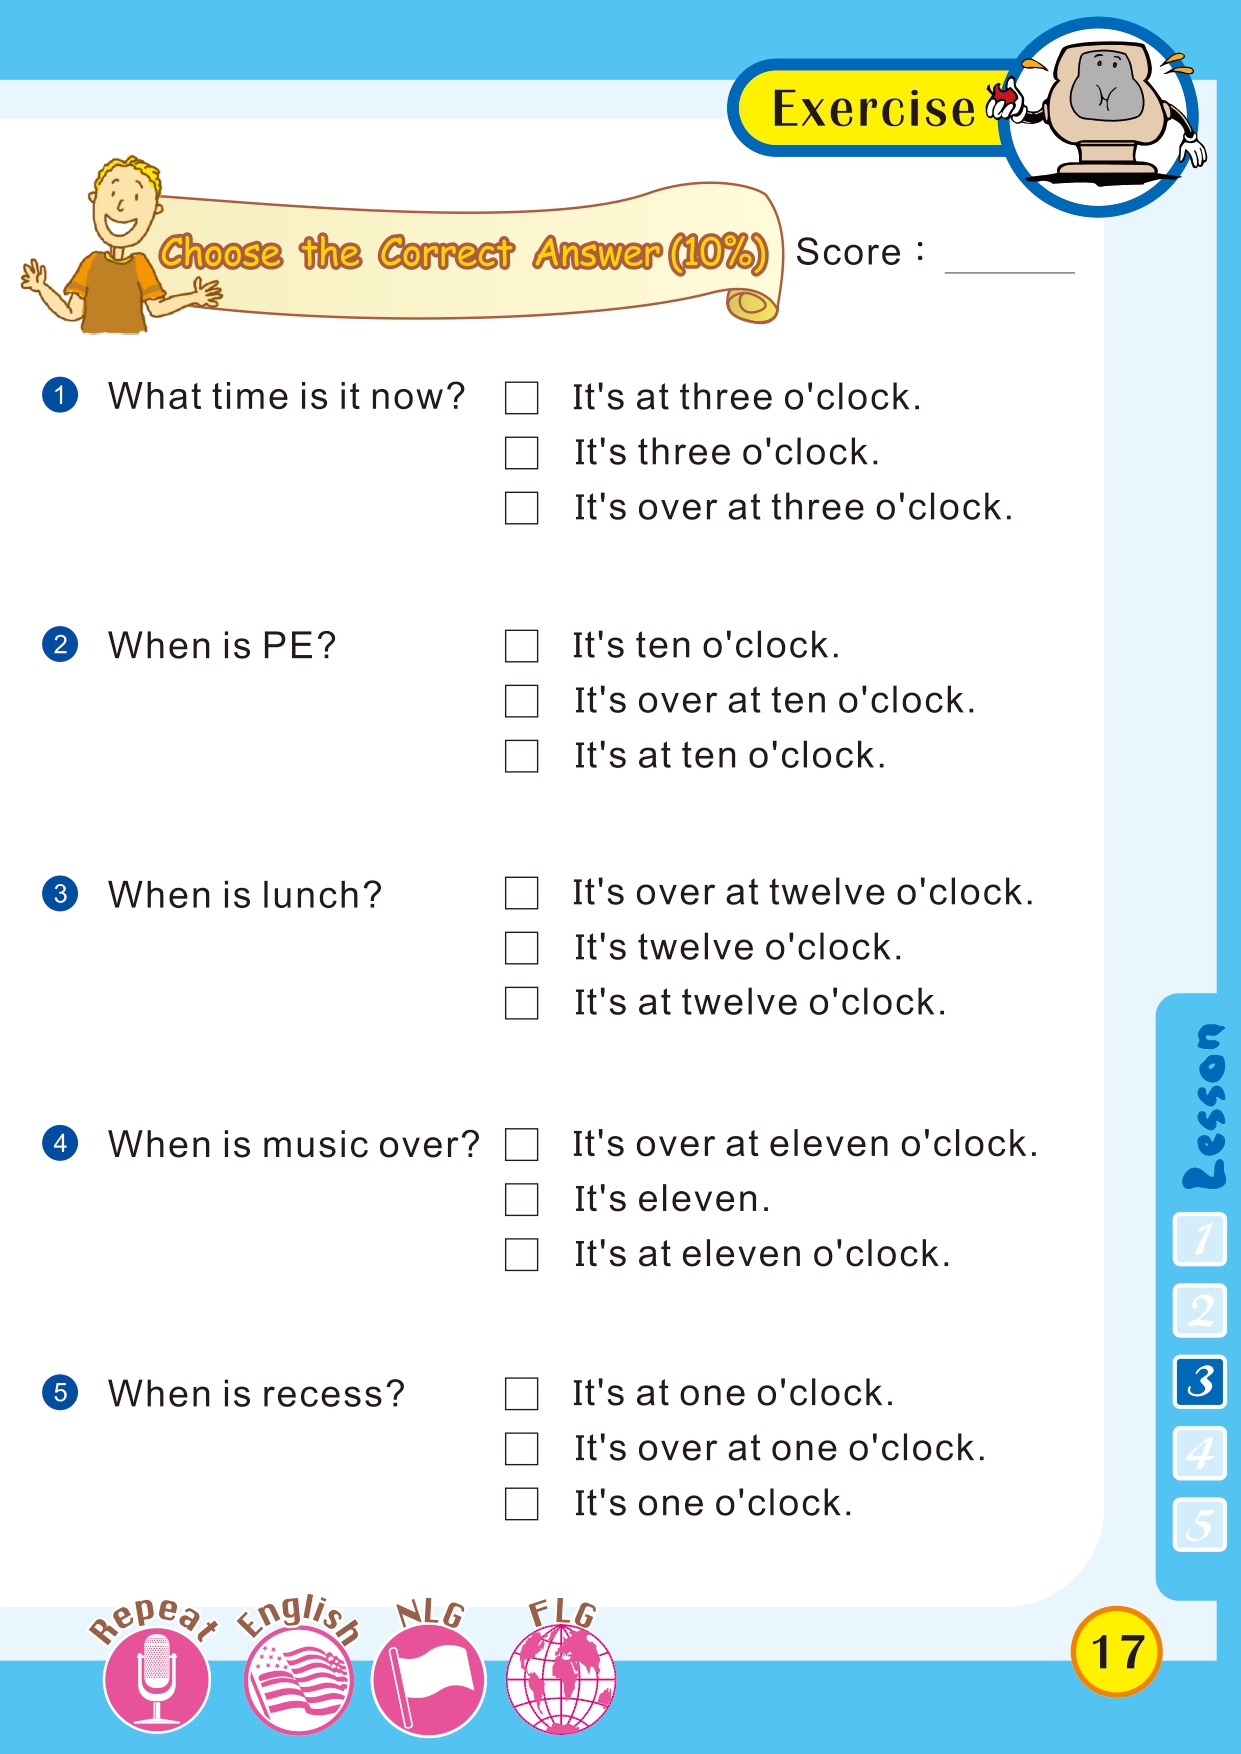 Exercise
Choose the Correct Answer (10%)
Score：
1 What time is it now?
It's at three o'clock.
It's three o'clock.
It's over at three o'clock.
2 When is PE?
It's ten o'clock.
It's over at ten o'clock.
It's at ten o'clock.
3 When is lunch?
It's over at twelve o'clock.
It's twelve o'clock.
It's at twelve o'clock.
4 When is music over?
It's over at eleven o'clock.
It's eleven.
It's at eleven o'clock.
5 When is recess?
It's at one o'clock.
It's over at one o'clock.
It's one o'clock.
Lesson
1
2
3
4
5
Repeat
English
NLG
FLG
17